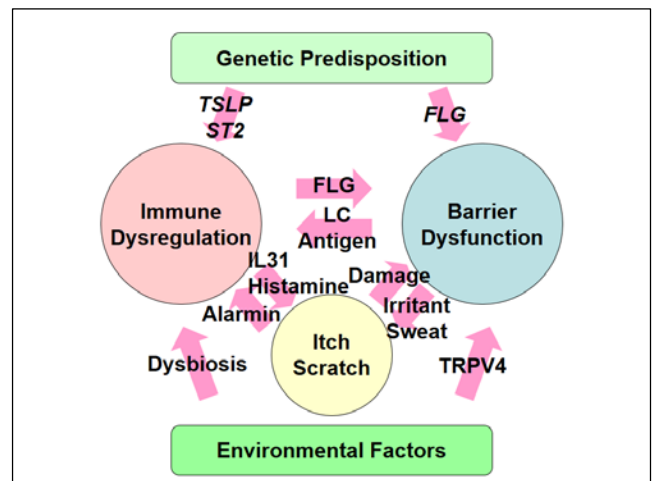 Genetic Predisposition
TSLP
ST2
FLG
Immune
Dysregulation
FLG
LC
Antigen
Barrier
Dysfunction
IL31
Histamine
Alarmin
Damage
Irritant
Sweat
Itch
Scratch
Dysbiosis
TRPV4
Environmental Factors